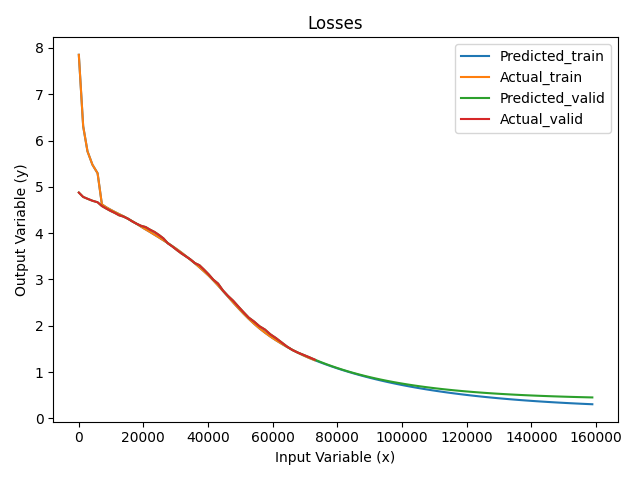 Losses
Output Variable (y)
8
7
6
5
4
3
2
1
0
Predicted_train
Actual_train
Predicted_valid
Actual_valid
0 20000 40000 60000 80000 100000 120000 140000 160000
Input Variable (x)